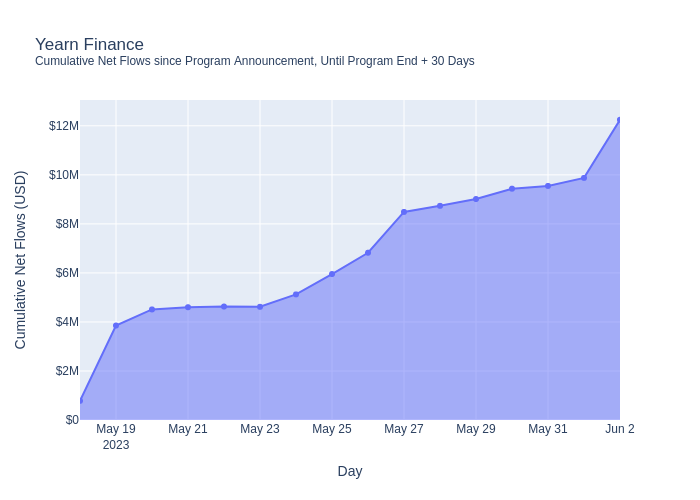 Yearn Finance
Cumulative Net Flows since Program Announcement, Until Program End + 30 Days
Cumulative Net Flows (USD)
$12M
$10M
$8M
$6M
$4M
$2M
$0
May 19 May 21 May 23 May 25 May 27 May 29 May 31 Jun 2
2023
Day